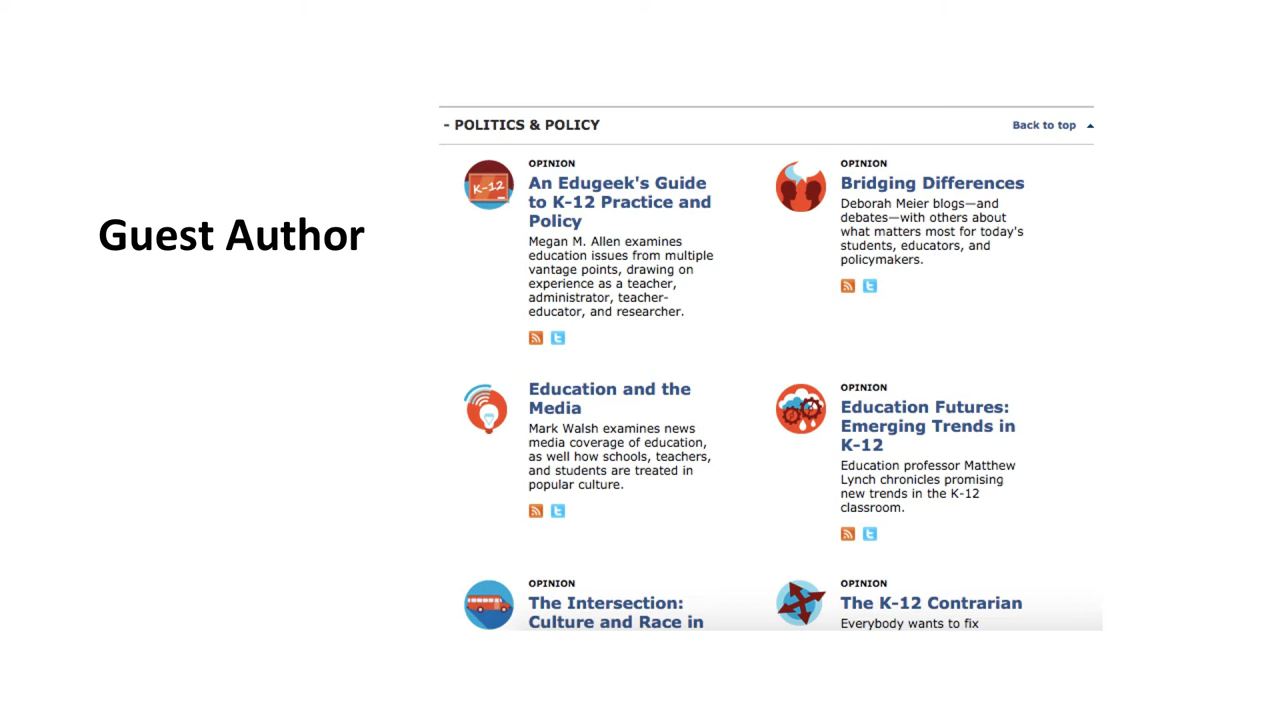 Guest Author
- POLITICS & POLICY
Back to top
OPINION
An Edugeek's Guide
to K-12 Practice and
Policy
Megan M. Allen examines
education issues from multiple
vantage points, drawing on
experience as a teacher,
administrator, teacher-
educator, and researcher.
K-12
OPINION
Bridging Differences
Deborah Meier blogs—and
debates—with others about
what matters most for today's
students, educators, and
policymakers.
Education and the
Media
Mark Walsh examines news
media coverage of education,
as well how schools, teachers,
and students are treated in
popular culture.
OPINION
Education Futures:
Emerging Trends in
K-12
Education professor Matthew
Lynch chronicles promising
new trends in the K-12
classroom.
OPINION
The Intersection:
Culture and Race in
OPINION
The K-12 Contrarian
Everybody wants to fix